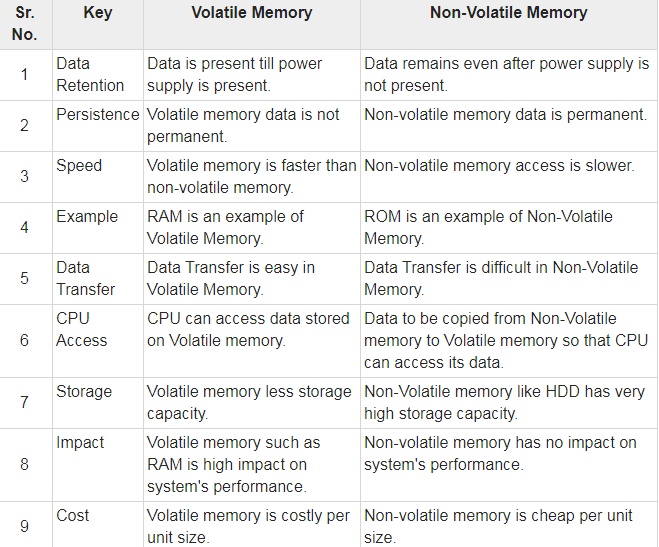 Sr. No. Key Volatile Memory Non-Volatile Memory
1 Data Retention Data is present till power supply is present. Data remains even after power supply is not present.
2 Persistence Volatile memory data is not permanent. Non-volatile memory data is permanent.
3 Speed Volatile memory is faster than non-volatile memory. Non-volatile memory access is slower.
4 Example RAM is an example of Volatile Memory. ROM is an example of Non-Volatile Memory.
5 Data Transfer Data Transfer is easy in Volatile Memory. Data Transfer is difficult in Non-Volatile Memory.
6 CPU Access CPU can access data stored on Volatile memory. Data to be copied from Non-Volatile memory to Volatile memory so that CPU can access its data.
7 Storage Volatile memory less storage capacity. Non-Volatile memory like HDD has very high storage capacity.
8 Impact Volatile memory such as RAM is high impact on system's performance. Non-volatile memory has no impact on system's performance.
9 Cost Volatile memory is costly per unit size. Non-volatile memory is cheap per unit size.